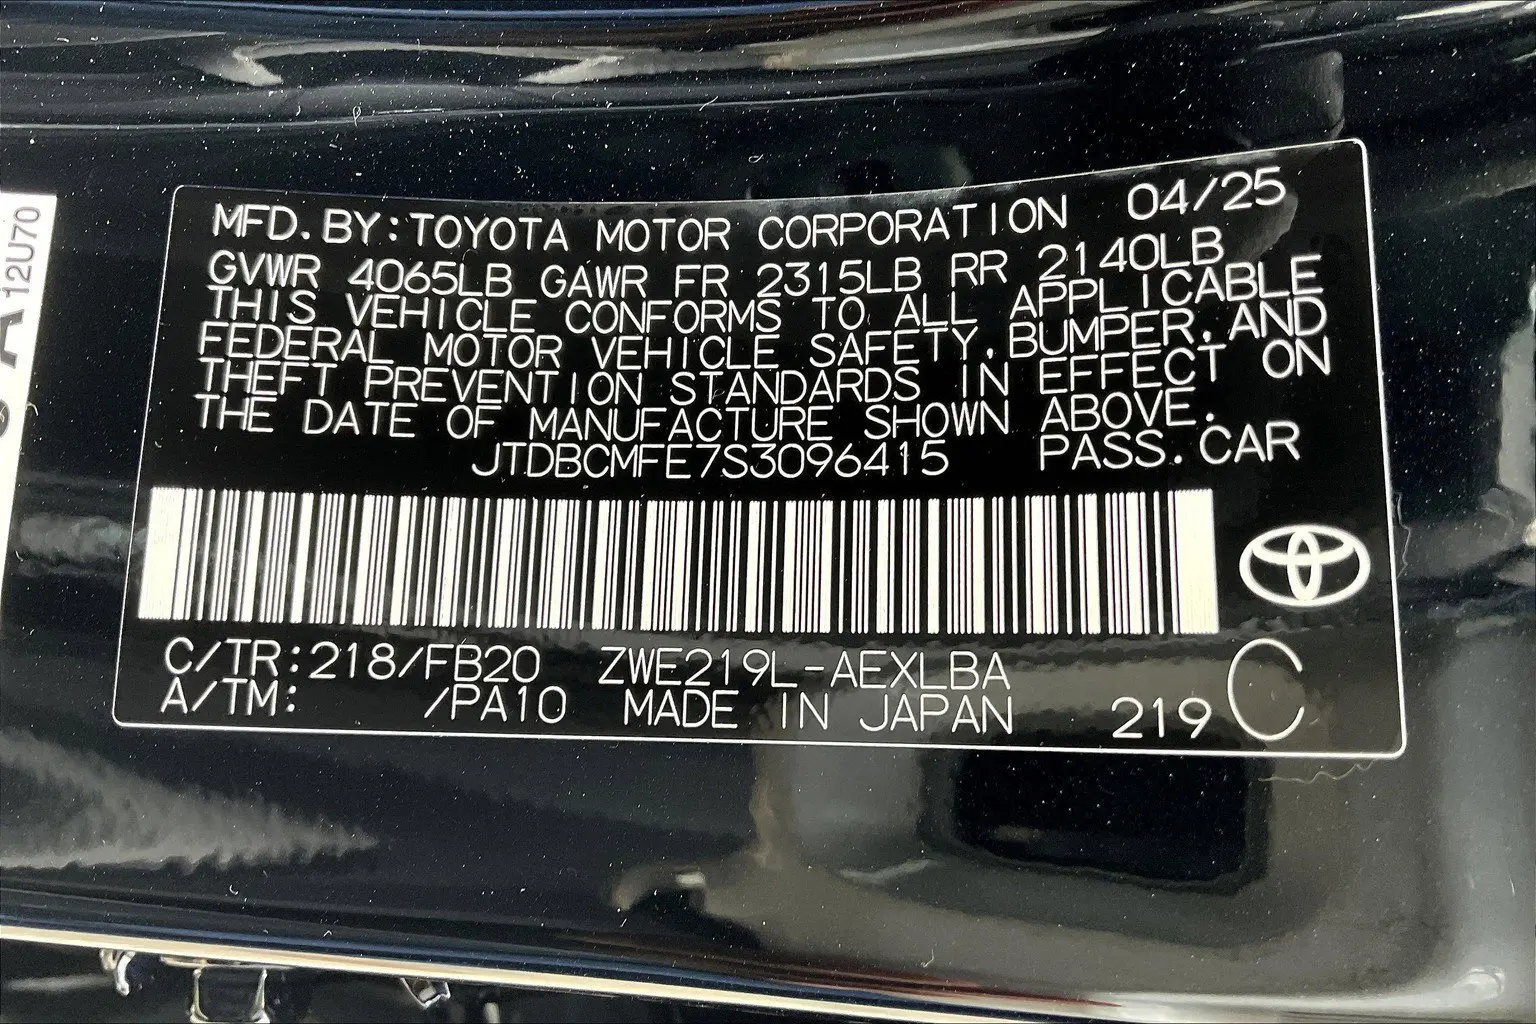 MFD. BY: TOYOTA MOTOR CORPORATION 04/25
GVWR 4065LB GAWR FR 2315LB RR 2140LB
THIS VEHICLE CONFORMS TO ALL APPLICABLE
FEDERAL MOTOR VEHICLE SAFETY, BUMPER, AND
THEFT PREVENTION STANDARDS IN EFFECT ON
THE DATE OF MANUFACTURE SHOWN ABOVE.
JTDBCMFE7S3096415 PASS. CAR
C/TR: 218/FB20 ZWE219L-AEXLBA
A/TM: /PA10 MADE IN JAPAN 219 C
12U70